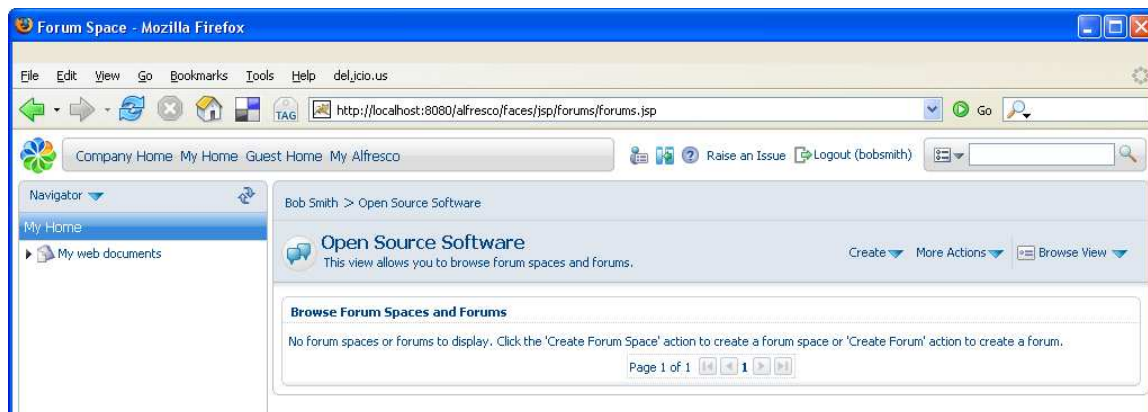 Forum Space - Mozilla Firefox
File Edit View Go Bookmarks Tools Help del.icio.us
TAG http://localhost:8080/alfresco/faces/jsp/forums/forums.jsp Go
Company Home My Home Guest Home My Alfresco ? Raise an Issue Logout (bobsmith)
Navigator
Bob Smith > Open Source Software
My Home
My web documents
Open Source Software
This view allows you to browse forum spaces and forums.
Create More Actions Browse View
Browse Forum Spaces and Forums
No forum spaces or forums to display. Click the 'Create Forum Space' action to create a forum space or 'Create Forum' action to create a forum.
Page 1 of 1 1